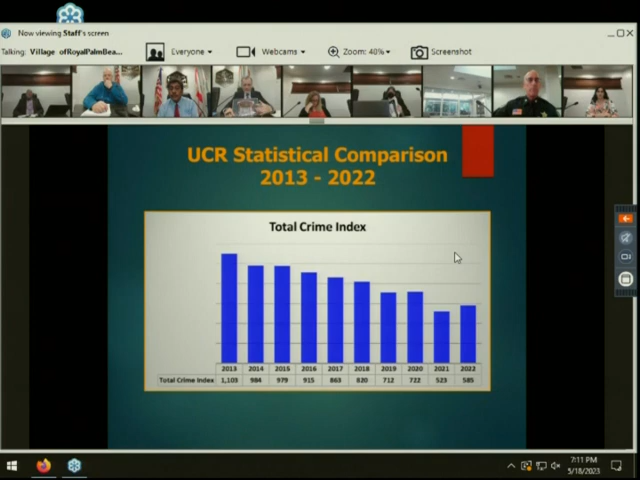 Now viewing Staff's screen
Talking: Village ofRoyalPalmBea...
Everyone
Webcams
Zoom: 48%
Screenshot
UCR Statistical Comparison
2013 - 2022
Total Crime Index
2013 2014 2015 2016 2017 2018 2019 2020 2021 2022
Total Crime Index 1,103 984 979 915 863 820 712 722 523 585
7:11 PM
5/18/2023